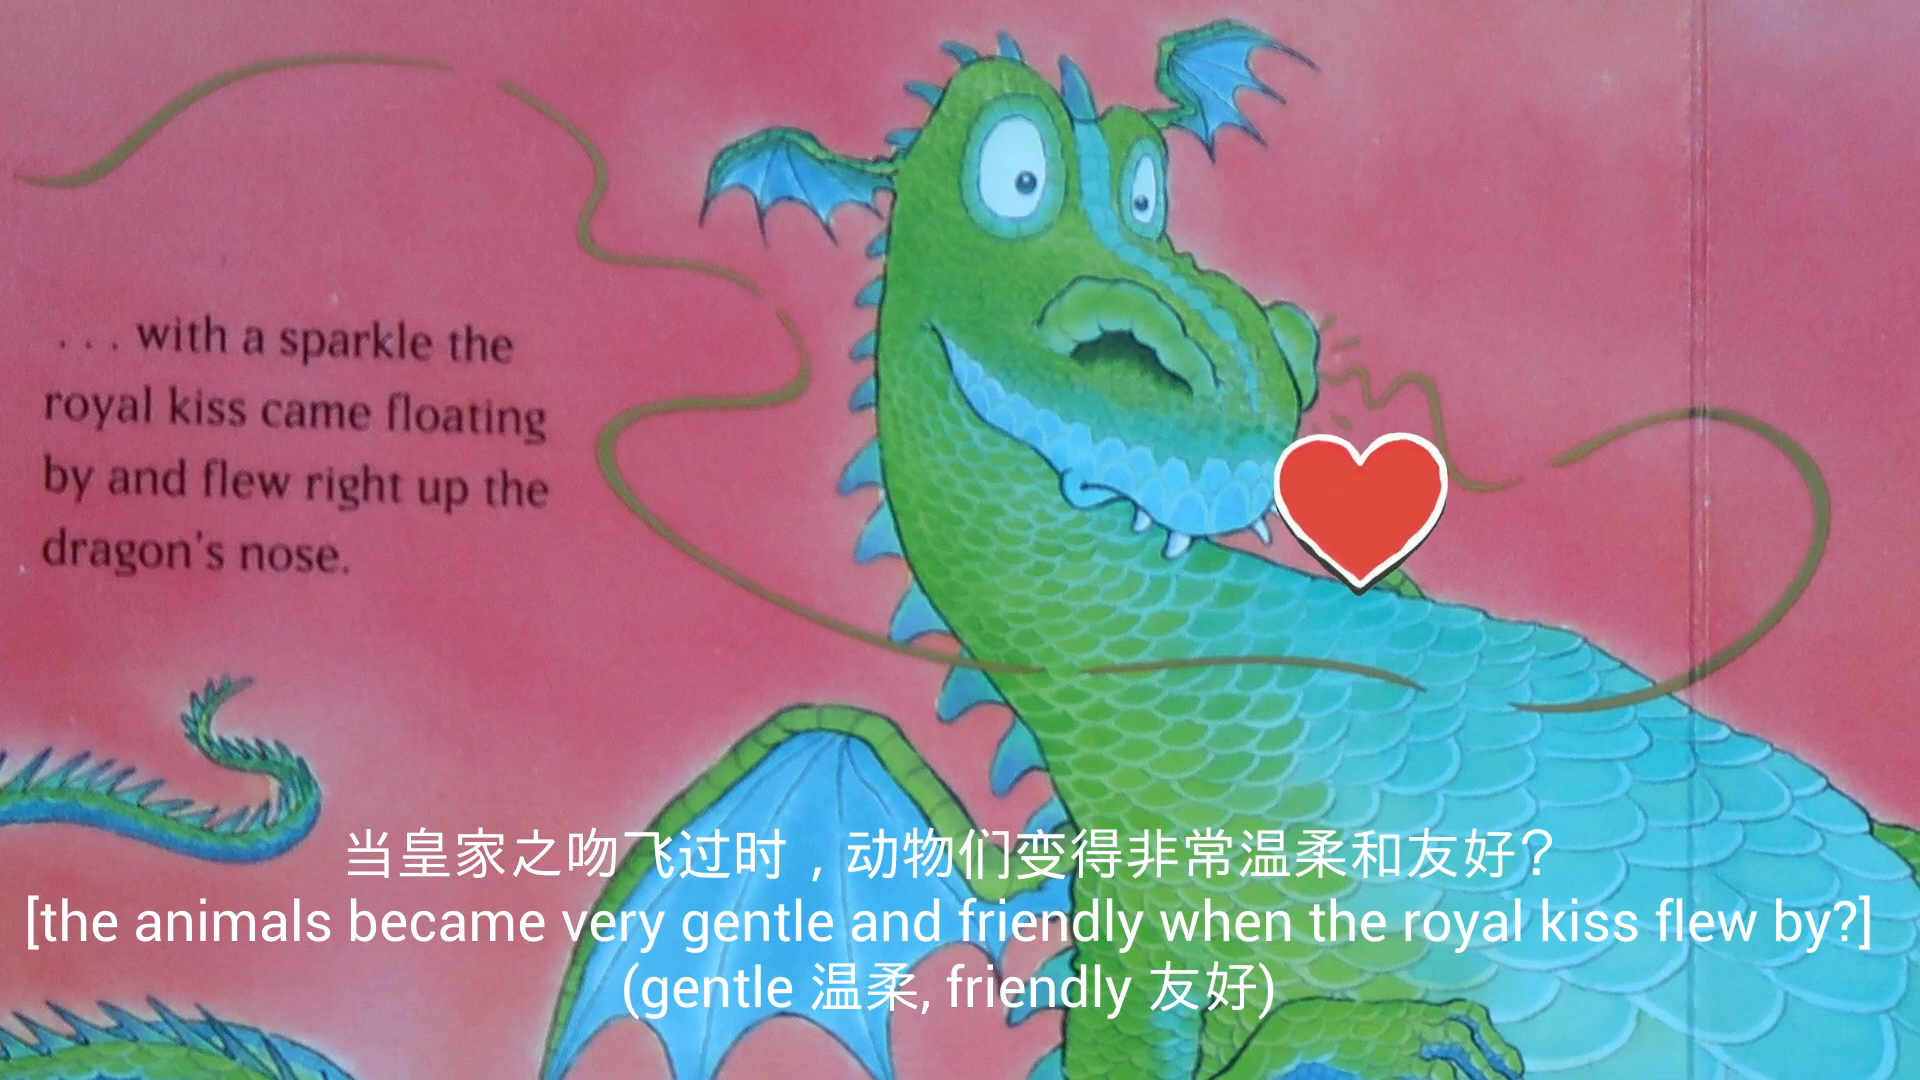 ... with a sparkle the
royal kiss came floating
by and flew right up the
dragon's nose.
当皇家之吻飞过时，动物们变得非常温柔和友好？
[the animals became very gentle and friendly when the royal kiss flew by?]
(gentle 温柔, friendly 友好)